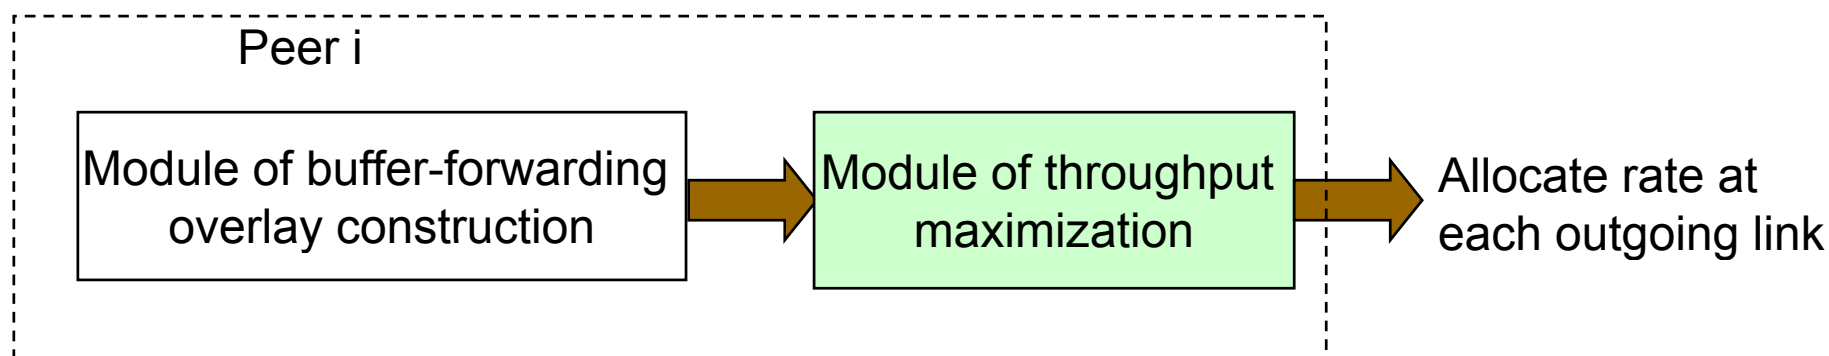 Peer i
Module of buffer-forwarding
overlay construction
Module of throughput
maximization
Allocate rate at
each outgoing link